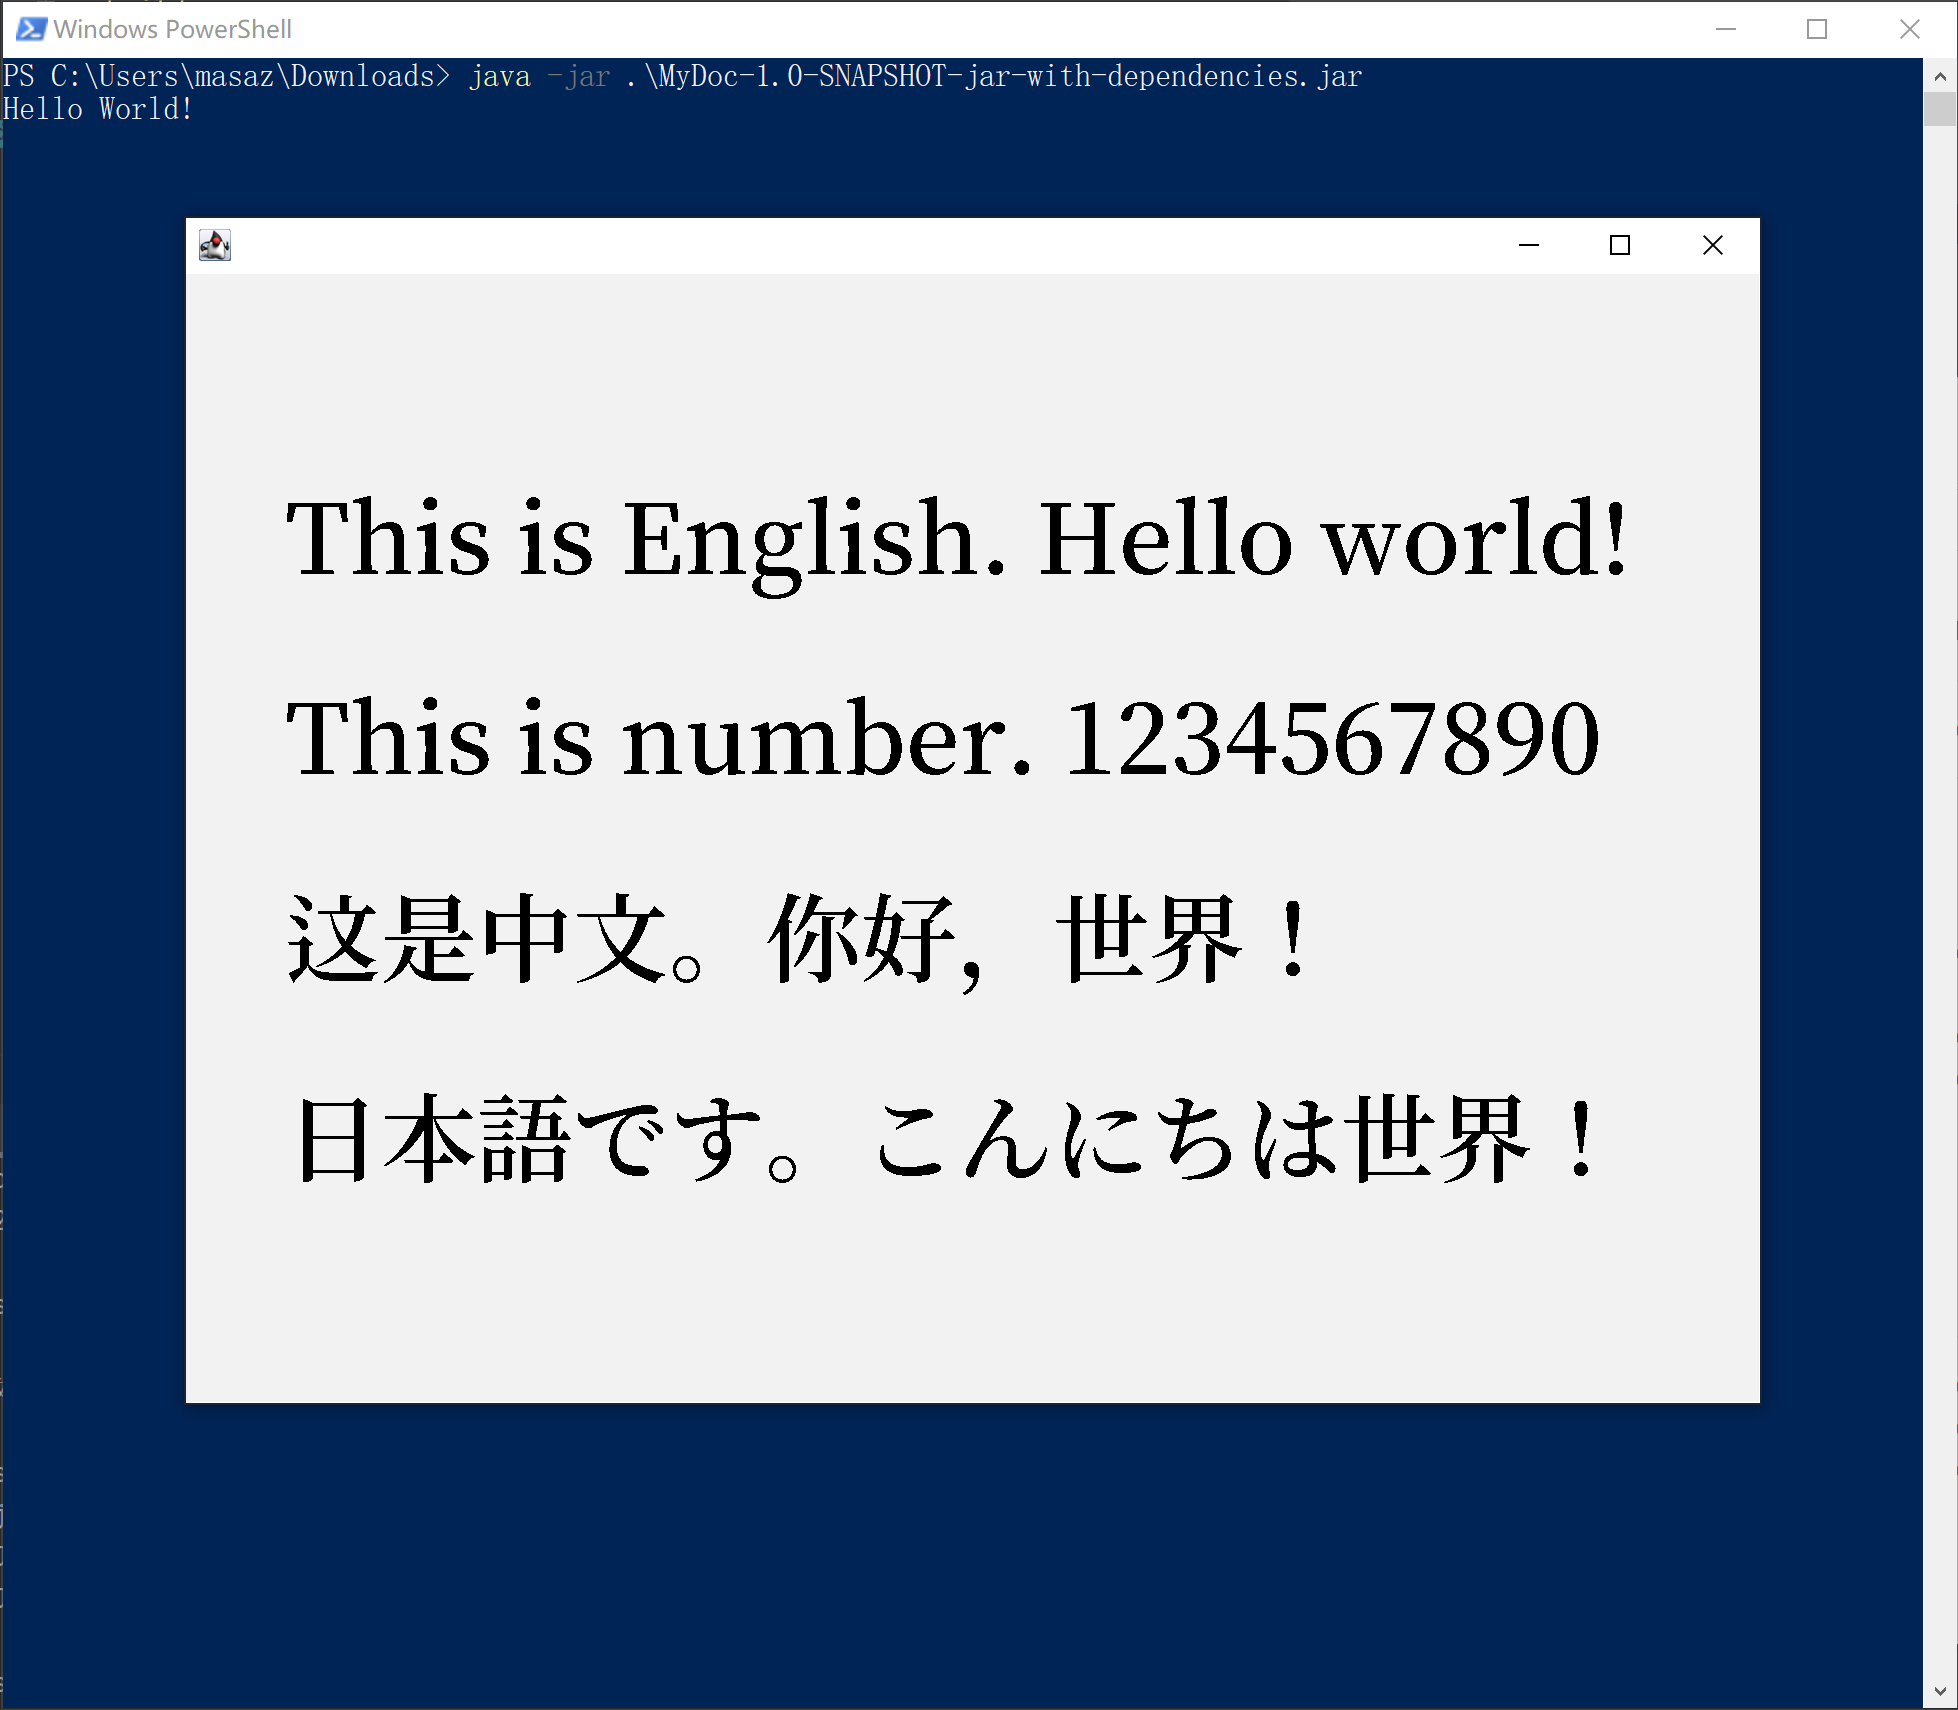 Windows PowerShell
PS C:\Users\masaz\Downloads> java -jar .\MyDoc-1.0-SNAPSHOT-jar-with-dependencies.jar
Hello World!
This is English. Hello world!
This is number. 1234567890
这是中文。你好，世界！
日本語です。こんにちは世界！